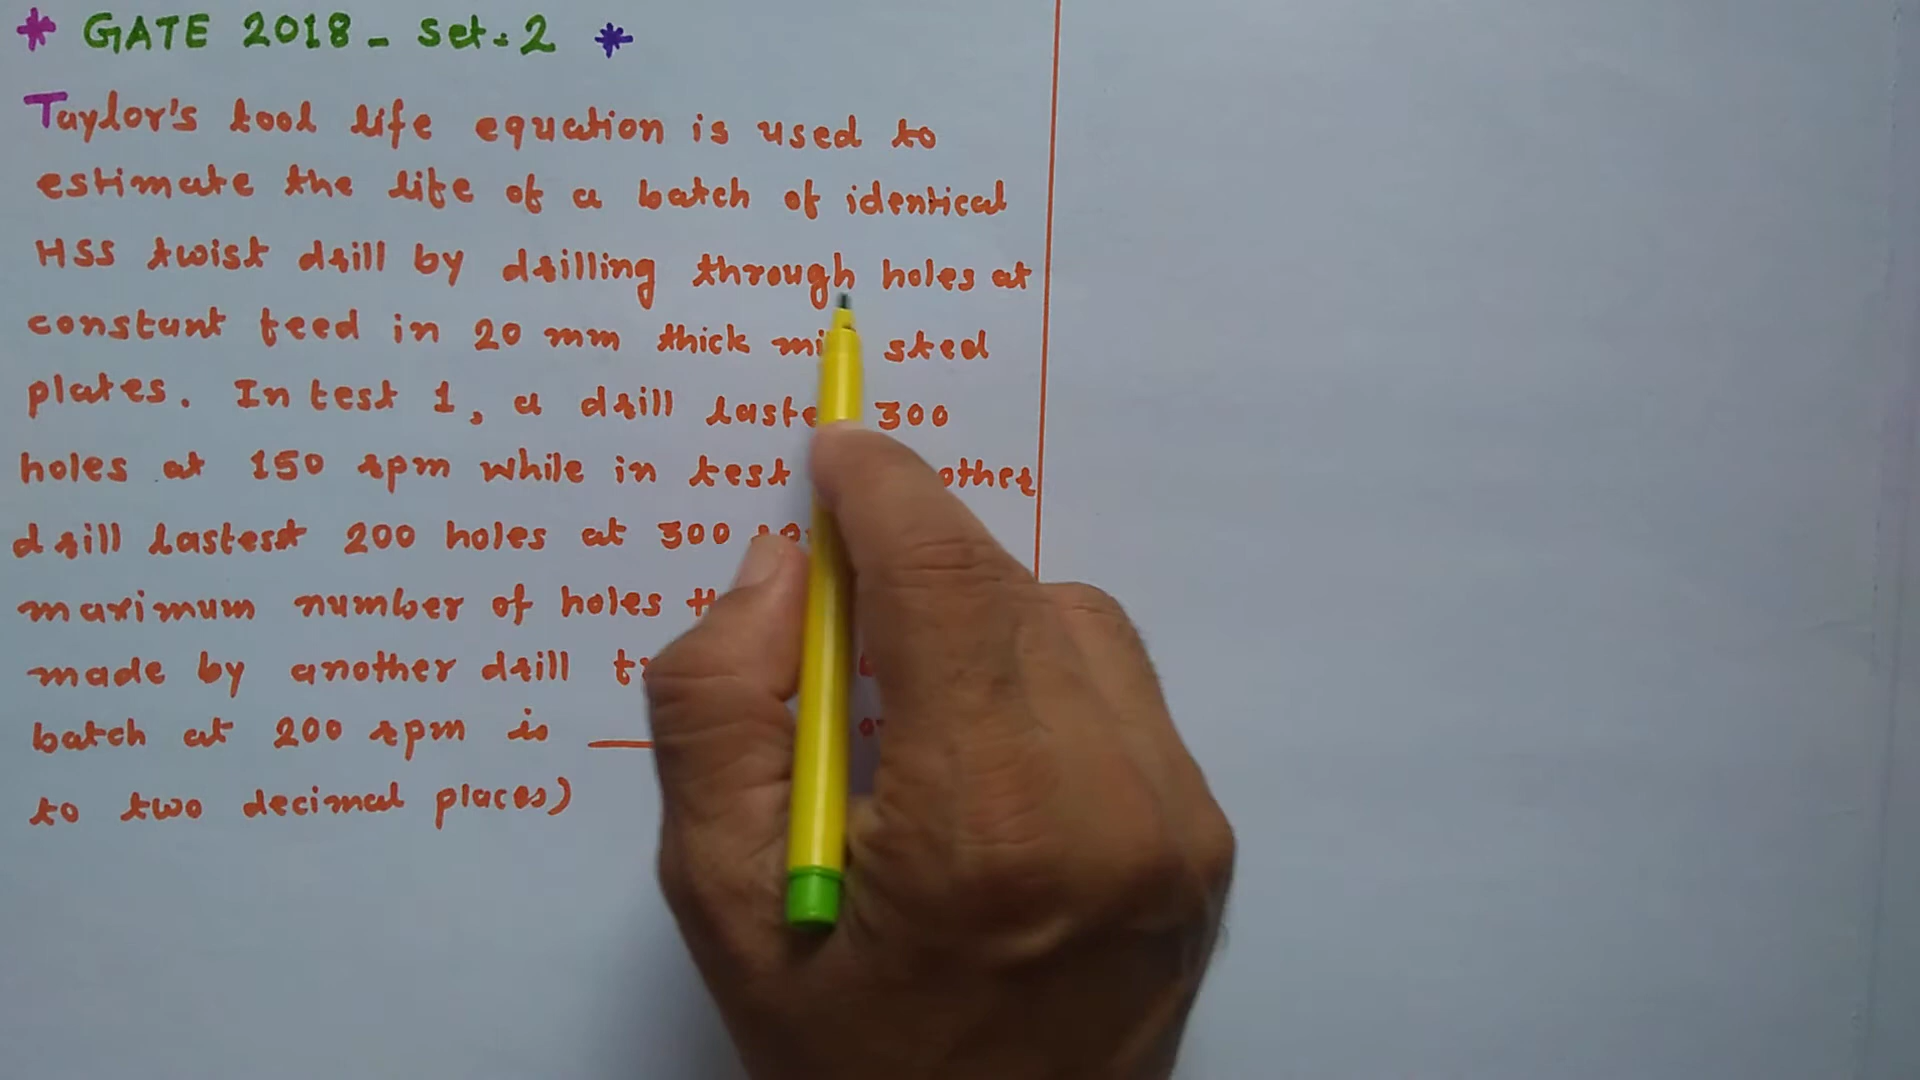 * GATE 2018 - Set-2 *
Taylor's tool life equation is used to
estimate the life of a batch of identical
HSS twist drill by drilling through holes at
constant feed in 20 mm thick steel
plates. In test 1, a drill 300
holes at 150 rpm while in test
drill lastest 200 holes at 300
maximum number of holes
made by another drill
batch at 200 rpm is ___
to two decimal places)